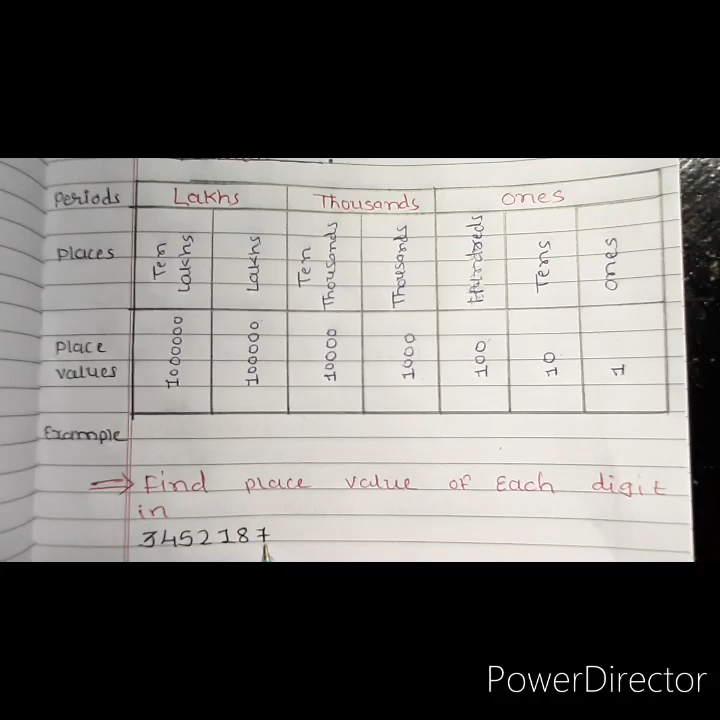 Periods Lakhs Thousands Ones
Places Ten Lakhs Lakhs Ten Thousands Thousands Hundreds Tens Ones
Place values 1000000 100000 10000 1000 100 10 1
Example
⇒ Find place value of Each digit
in
3452187
PowerDirector